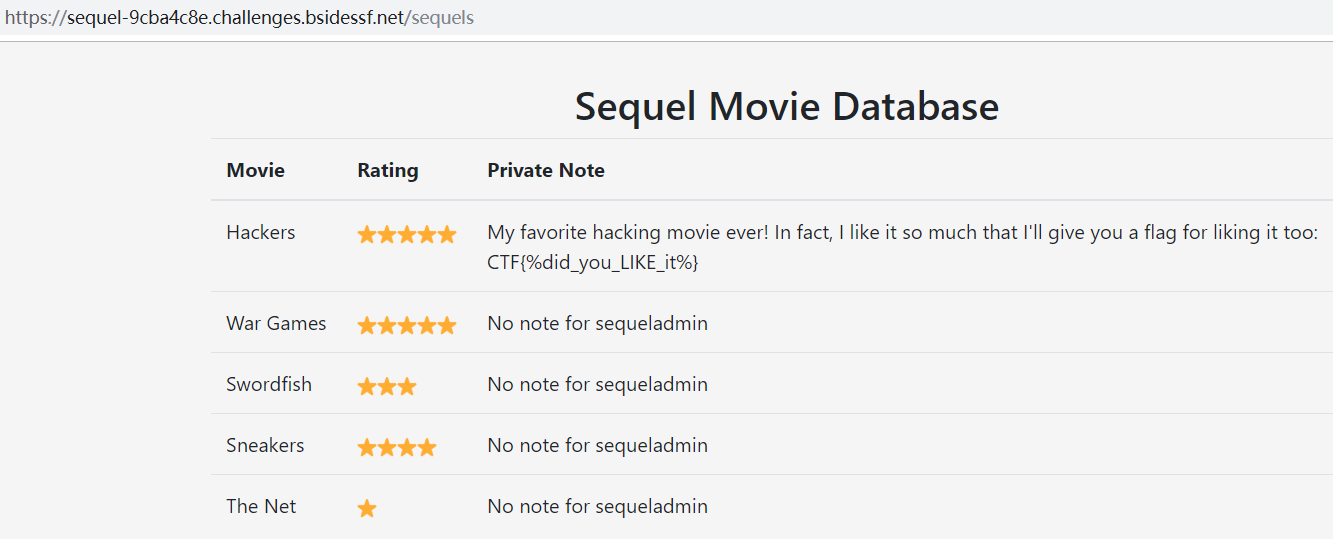 https://sequel-9cba4c8e.challenges.bsidessf.net/sequels
Sequel Movie Database
Movie Rating Private Note
Hackers My favorite hacking movie ever! In fact, I like it so much that I'll give you a flag for liking it too:
CTF{%did_you_LIKE_it%}
War Games No note for sequeladmin
Swordfish No note for sequeladmin
Sneakers No note for sequeladmin
The Net No note for sequeladmin